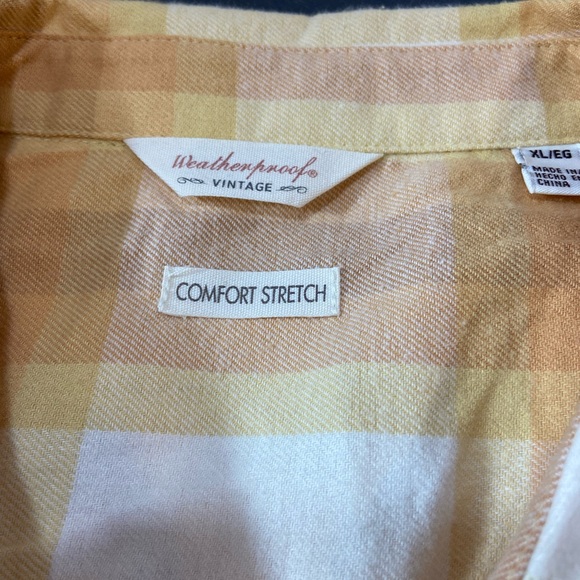 Weatherproof®
VINTAGE
XL/EG
MADE IN
HECHO EN
CHINA
COMFORT STRETCH